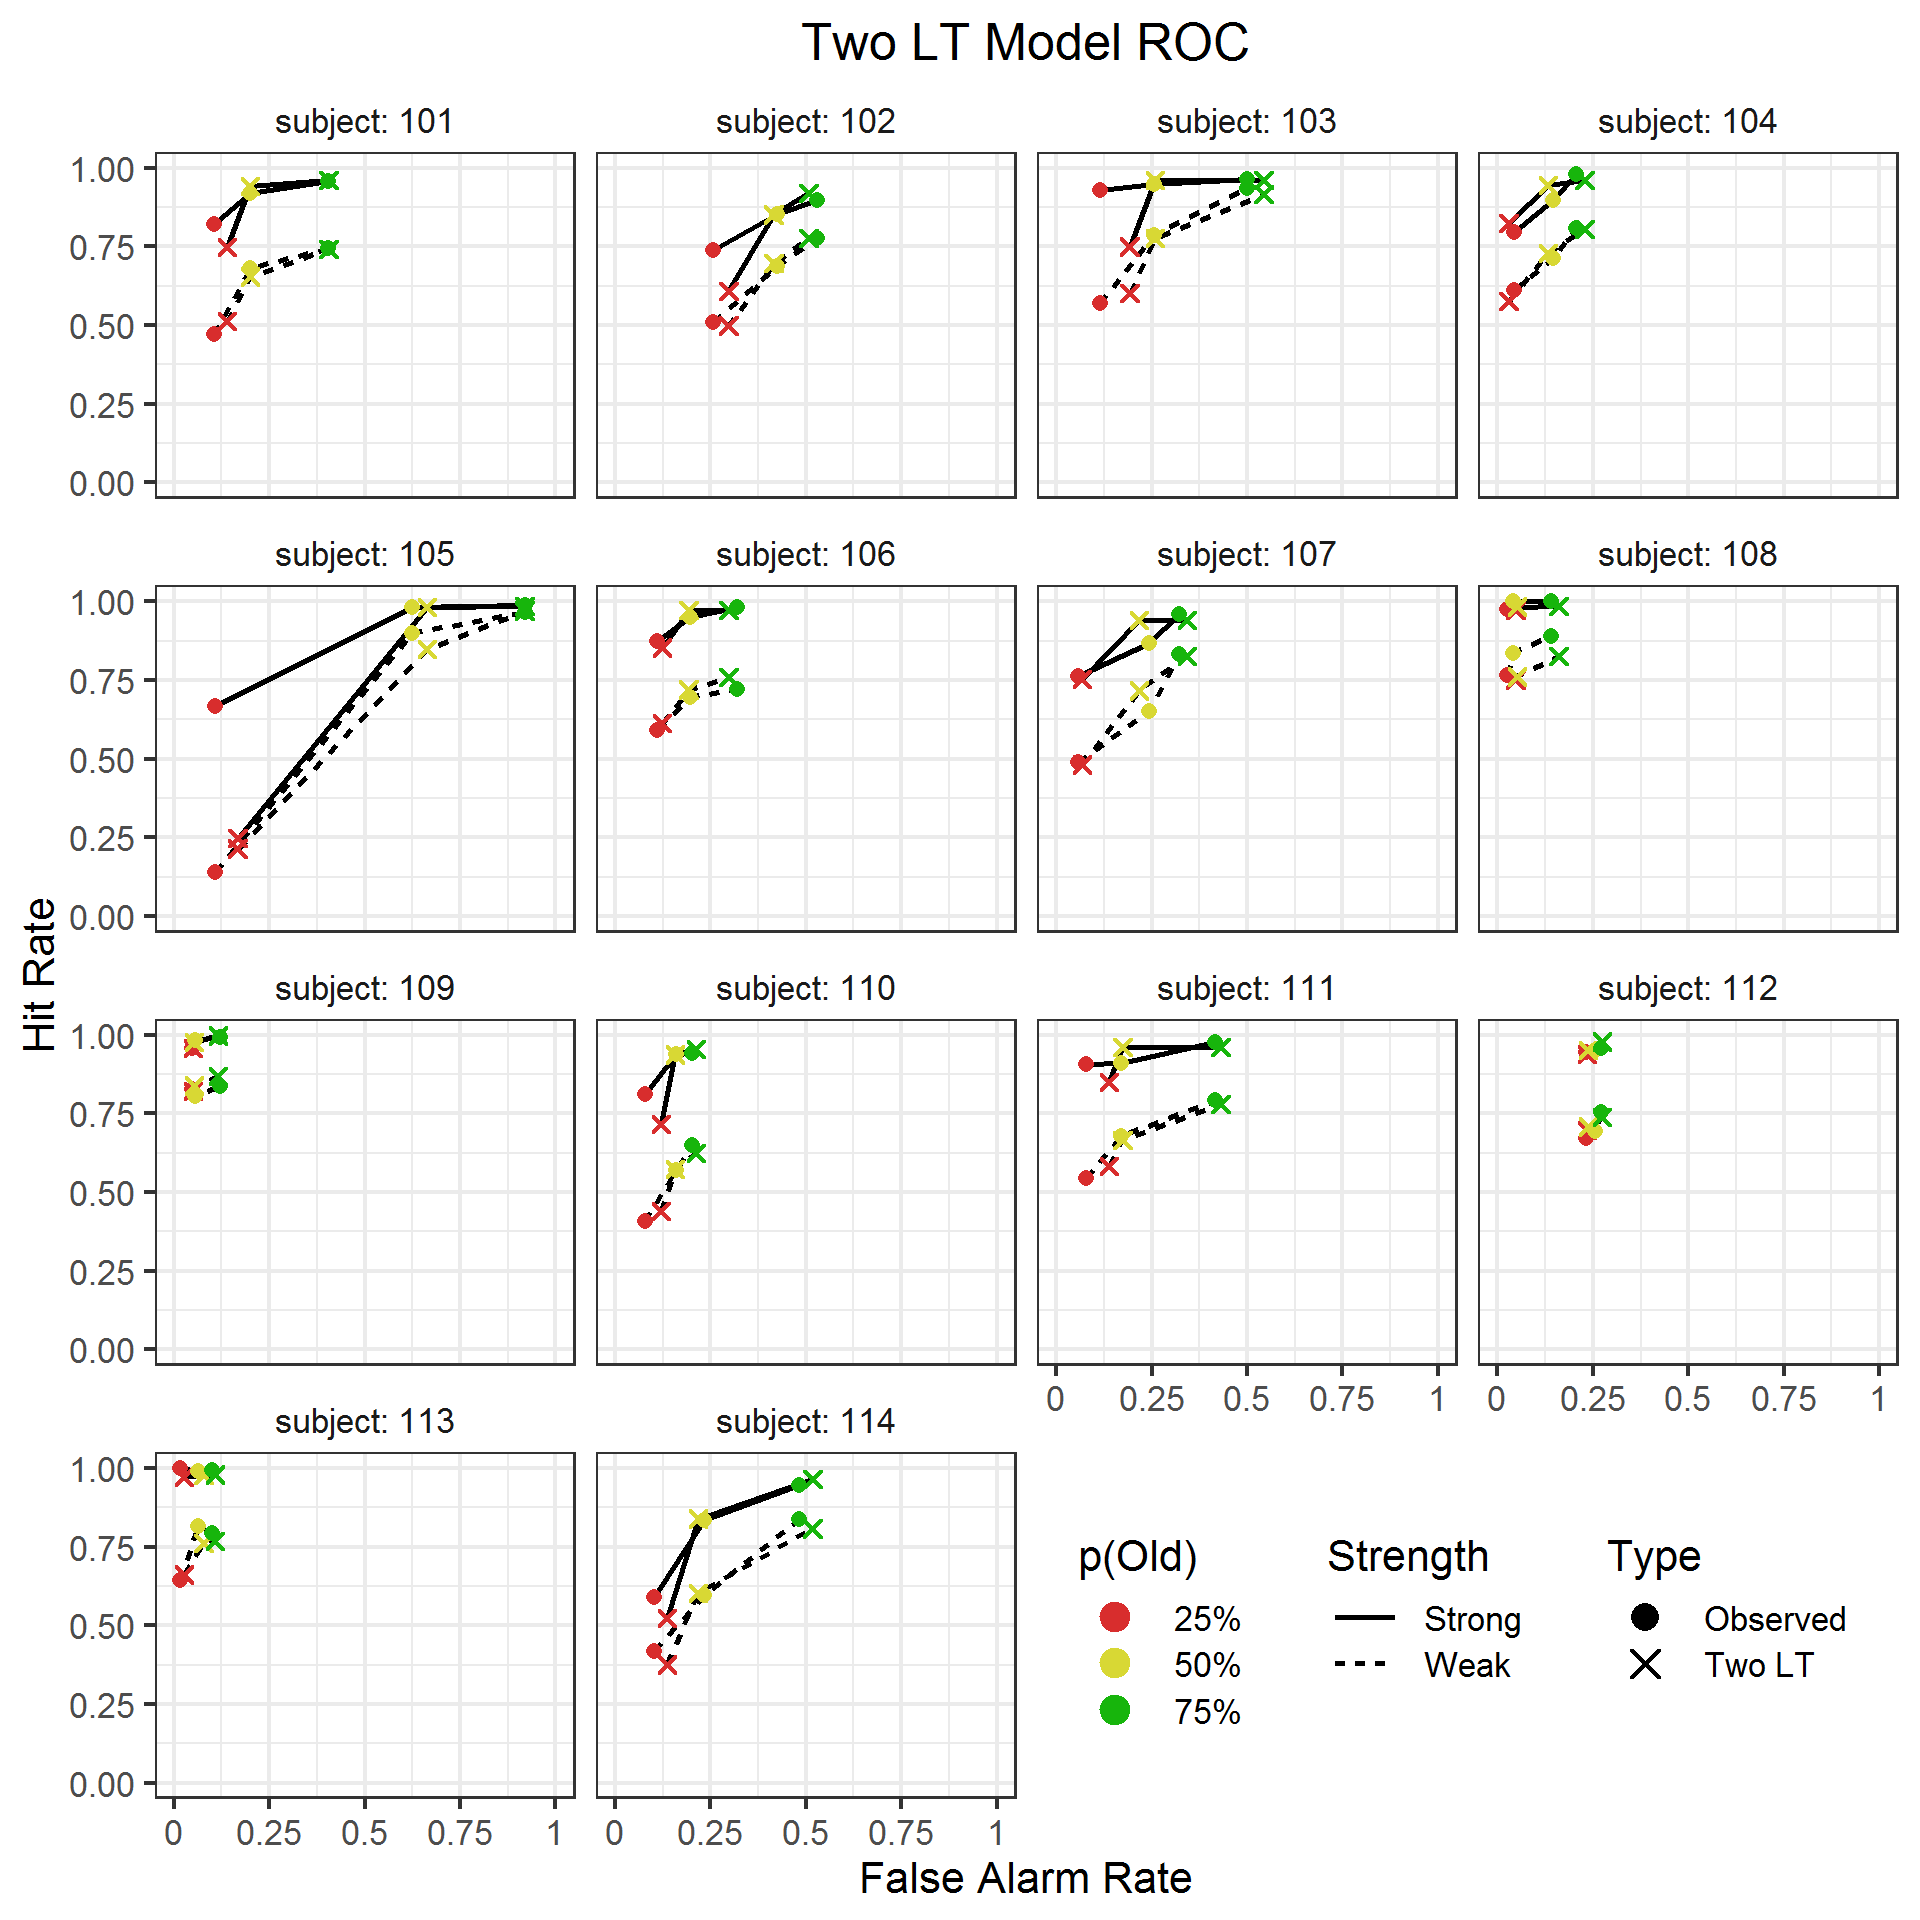 Two LT Model ROC
subject: 101 subject: 102 subject: 103 subject: 104
1.00
0.75
0.50
0.25
0.00
subject: 105 subject: 106 subject: 107 subject: 108
1.00
0.75
0.50
0.25
0.00
Hit Rate
subject: 109 subject: 110 subject: 111 subject: 112
1.00
0.75
0.50
0.25
0.00
0 0.25 0.5 0.75 1 0 0.25 0.5 0.75 1
subject: 113 subject: 114
1.00
0.75
0.50
0.25
0.00
0 0.25 0.5 0.75 1 0 0.25 0.5 0.75 1
False Alarm Rate
p(Old)
25%
50%
75%
Strength
Strong
Weak
Type
Observed
Two LT